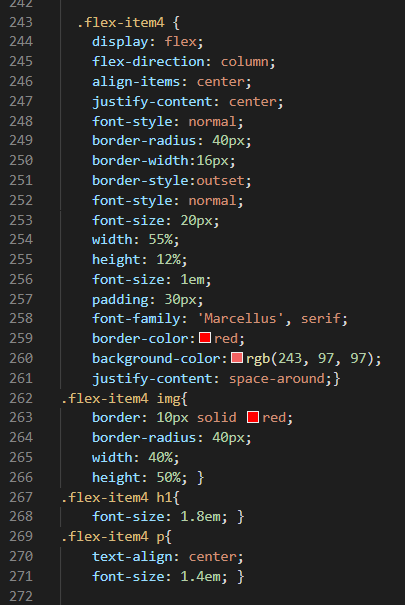 242
243 .flex-item4 {
244 display: flex;
245 flex-direction: column;
246 align-items: center;
247 justify-content: center;
248 font-style: normal;
249 border-radius: 40px;
250 border-width:16px;
251 border-style:outset;
252 font-style: normal;
253 font-size: 20px;
254 width: 55%;
255 height: 12%;
256 font-size: 1em;
257 padding: 30px;
258 font-family: 'Marcellus', serif;
259 border-color:red;
260 background-color:rgb(243, 97, 97);
261 justify-content: space-around;}
262 .flex-item4 img{
263 border: 10px solid red;
264 border-radius: 40px;
265 width: 40%;
266 height: 50%; }
267 .flex-item4 h1{
268 font-size: 1.8em; }
269 .flex-item4 p{
270 text-align: center;
271 font-size: 1.4em; }
272